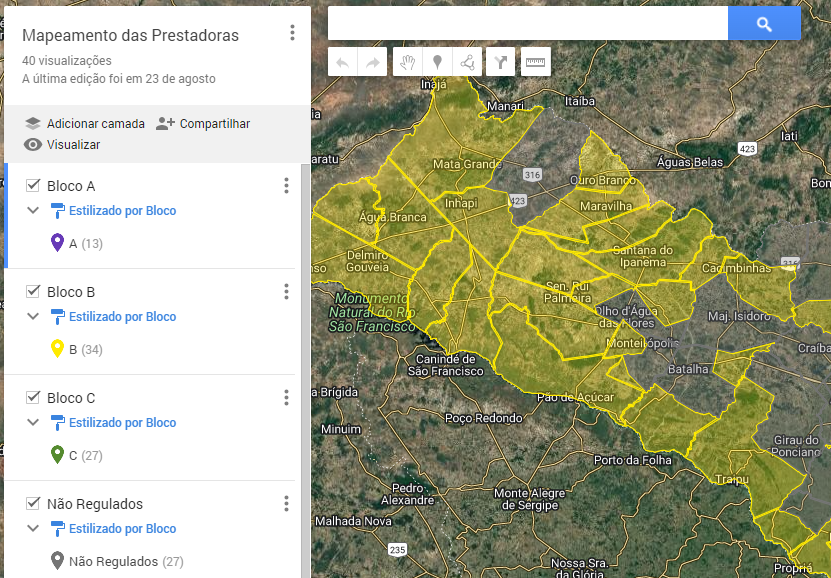 Mapeamento das Prestadoras
40 visualizações
A última edição foi em 23 de agosto
Adicionar camada
Compartilhar
Visualizar
Bloco A
Estilizado por Bloco
A (13)
Bloco B
Estilizado por Bloco
B (34)
Bloco C
Estilizado por Bloco
C (27)
Não Regulados
Estilizado por Bloco
Não Regulados (27)
Inajá
Manari
Itaíba
423
Iati
Águas Belas
Mata Grande
316
Ouro Branco
423
Inhapi
Maravilha
Água Branca
Delmiro
Gouveia
Santana do
Ipanema
Cacimbinhas
316
Sen. Rui
Palmeira
Monumento
Natural do Rio
São Francisco
Olho d'Água
das Flores
Maj. Isidoro
Monteirópolis
Canindé de
São Francisco
Batalha
Pão de Açúcar
Poço Redondo
Minuim
Girau do
Ponciano
Porto da Folha
Traipu
Pedro
Alexandre
Monte Alegre
de Sergipe
Malhada Nova
235
Nossa Sra.
da Glória
Propriá